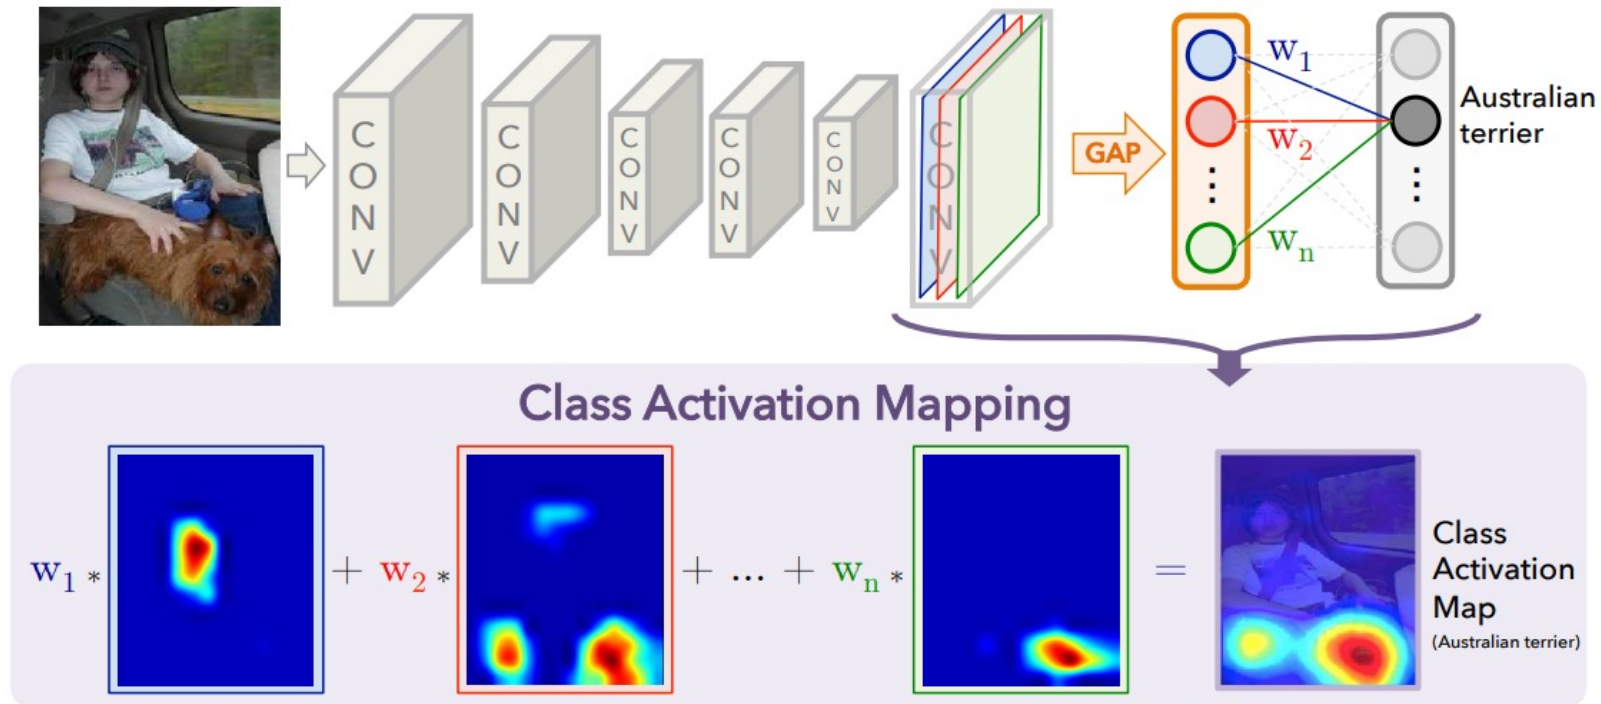 CONV
CONV
CONV
CONV
CONV
CONV
GAP
w1
w2
⋮
wn
⋮
Australian
terrier
Class Activation Mapping
w1 * + w2 * + ... + wn * =
Class
Activation
Map
(Australian terrier)